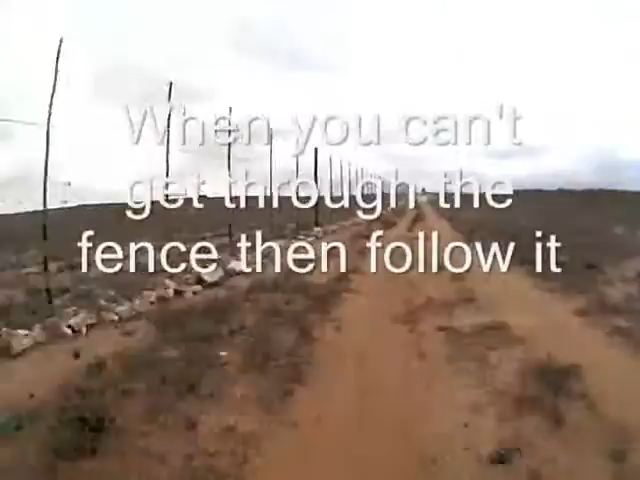 When you can't
get through the
fence then follow it